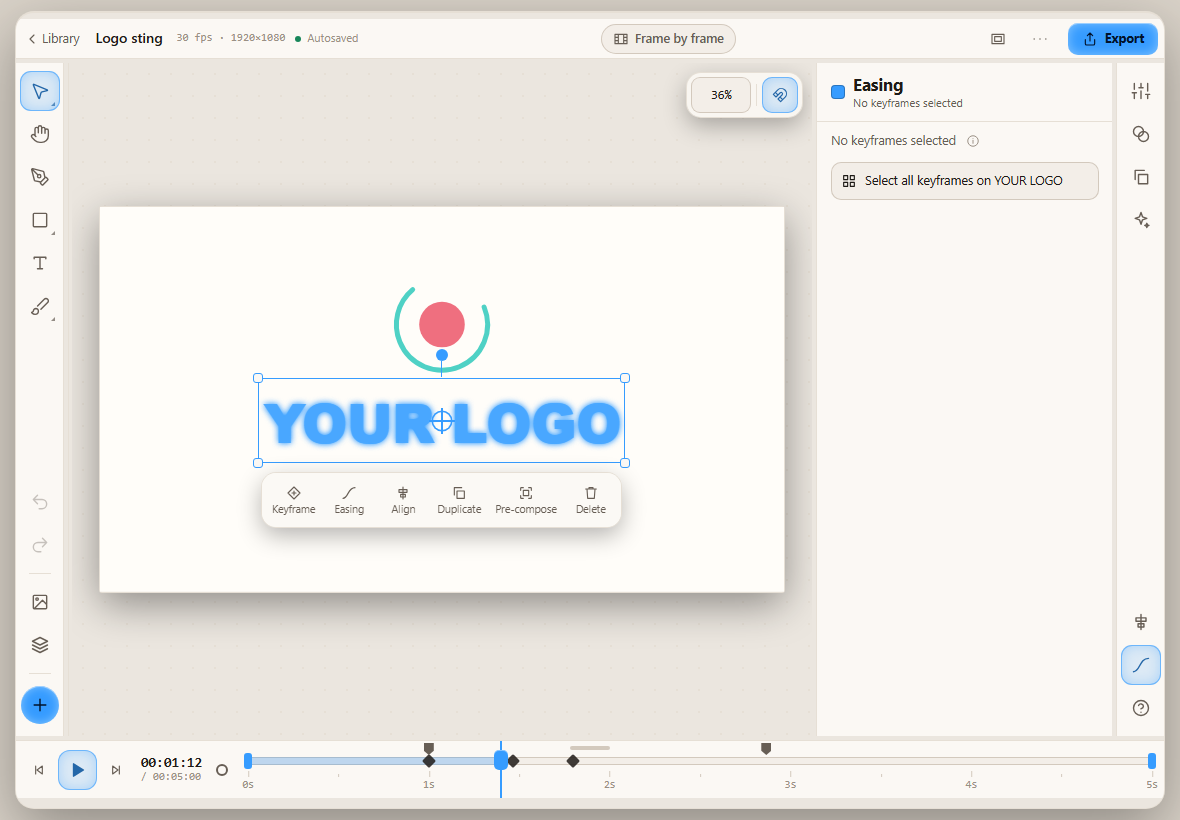 Library
Logo sting
30 fps · 1920×1080
Autosaved
Frame by frame
Export
36%
Easing
No keyframes selected
No keyframes selected
Select all keyframes on YOUR LOGO
YOUR LOGO
Keyframe
Easing
Align
Duplicate
Pre-compose
Delete
00:01:12
/ 00:05:00
0s
1s
2s
3s
4s
5s